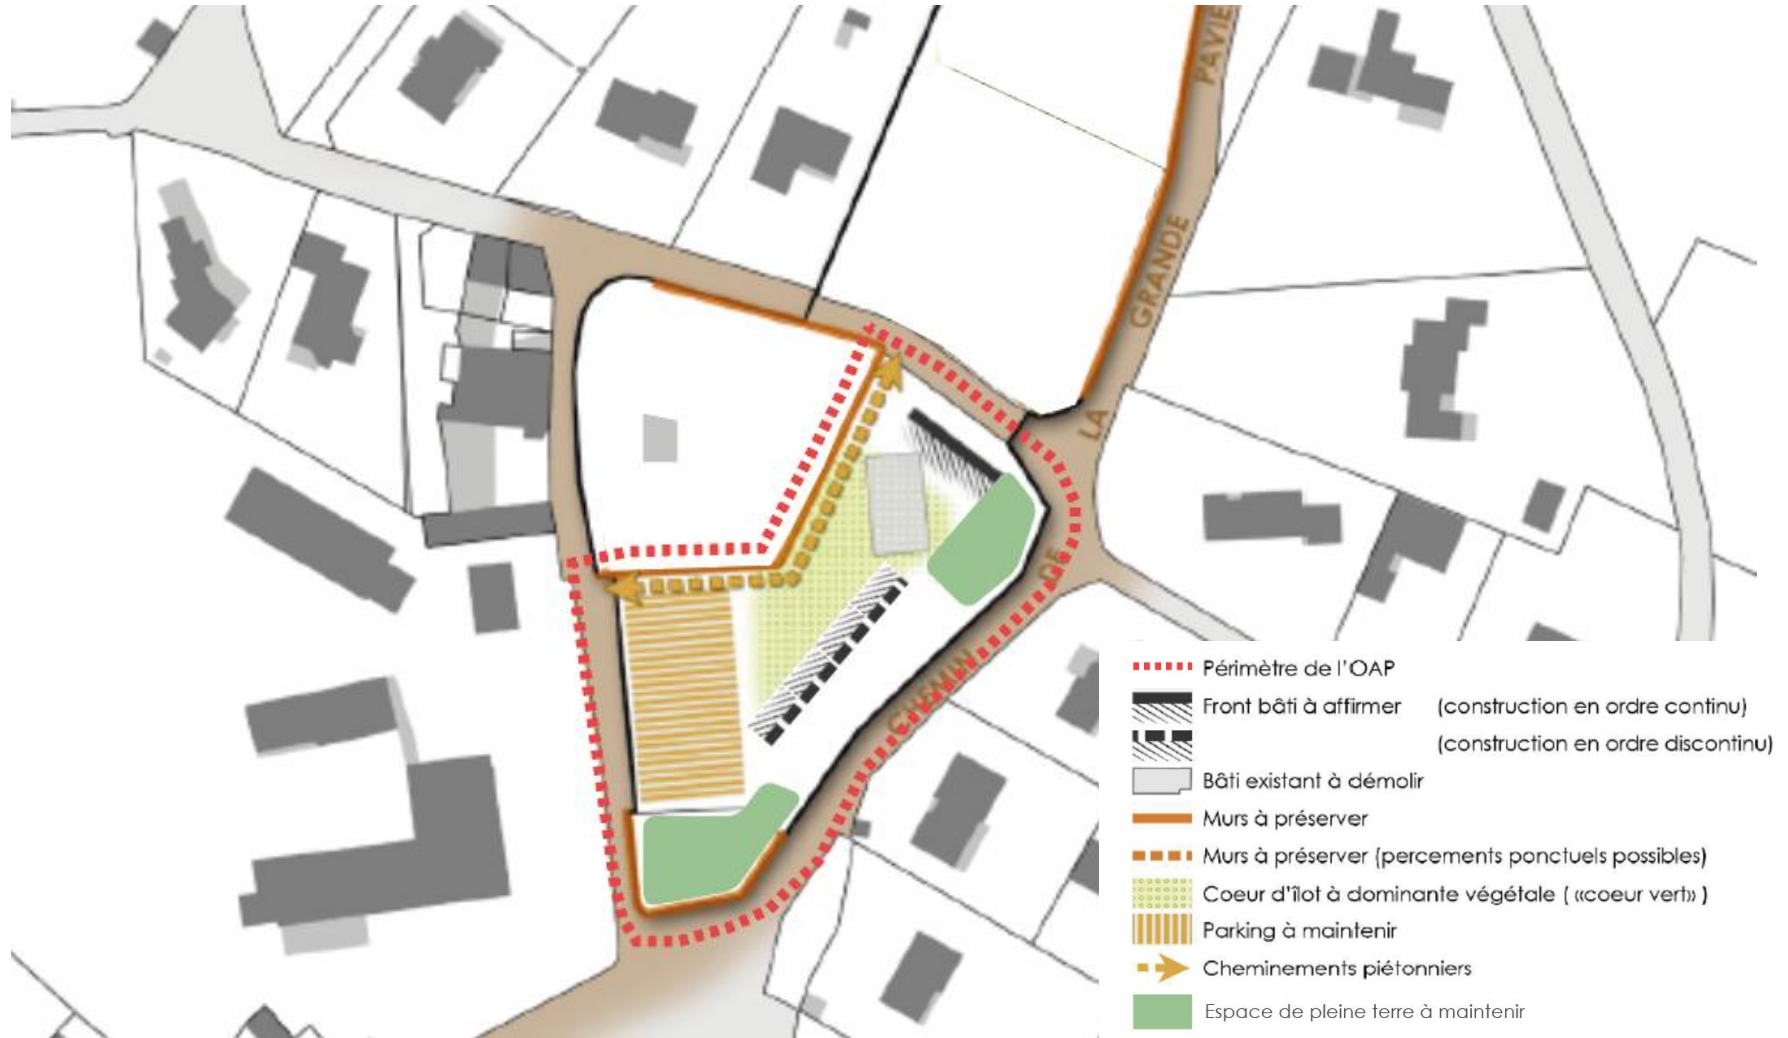 PAVIE
GRANDE
LA
DE
CHEMIN
Périmètre de l'OAP
Front bâti à affirmer (construction en ordre continu)
(construction en ordre discontinu)
Bâti existant à démolir
Murs à préserver
Murs à préserver (percements ponctuels possibles)
Coeur d'îlot à dominante végétale ( «coeur vert» )
Parking à maintenir
Cheminements piétonniers
Espace de pleine terre à maintenir